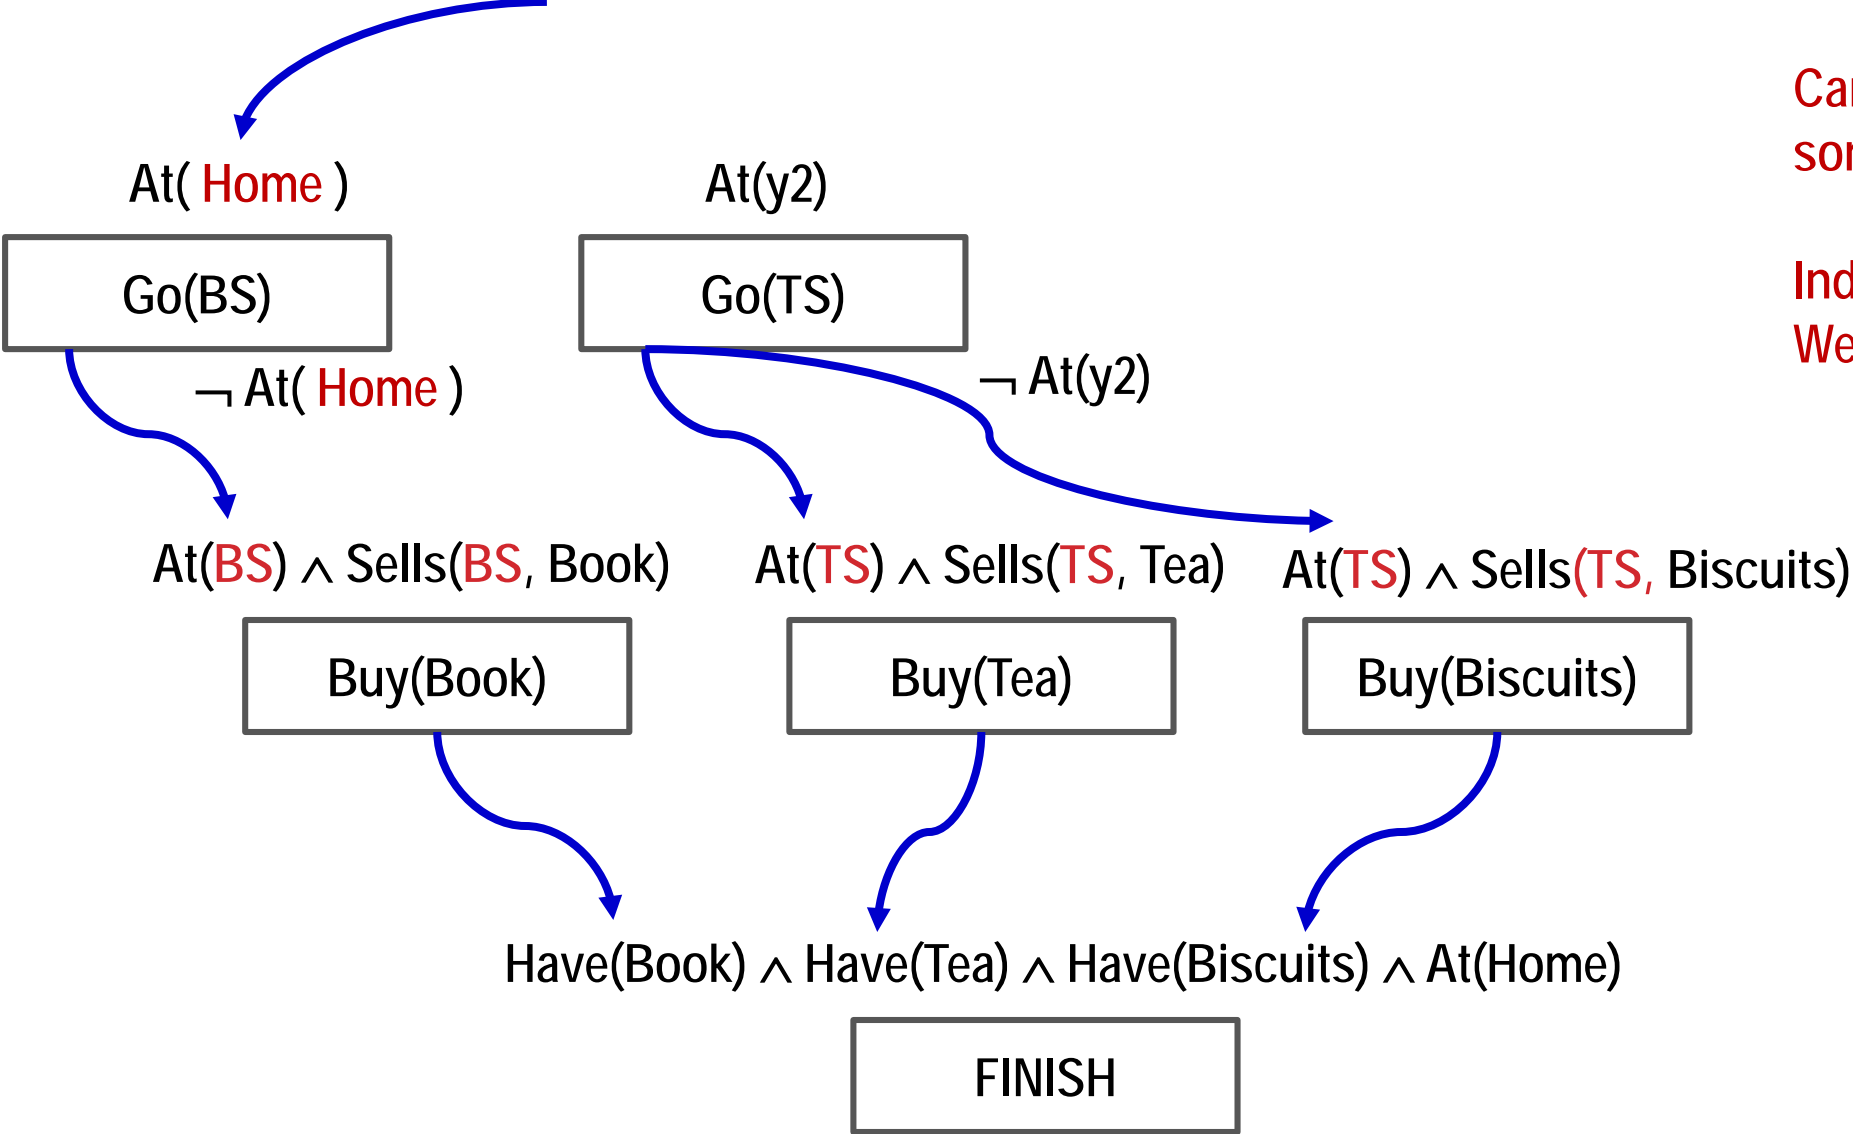 At( Home )
At(y2)
Go(BS)
Go(TS)
¬ At( Home )
¬ At(y2)
At(BS) ∧ Sells(BS, Book)
At(TS) ∧ Sells(TS, Tea)
At(TS) ∧ Sells(TS, Biscuits)
Buy(Book)
Buy(Tea)
Buy(Biscuits)
Have(Book) ∧ Have(Tea) ∧ Have(Biscuits) ∧ At(Home)
FINISH
We